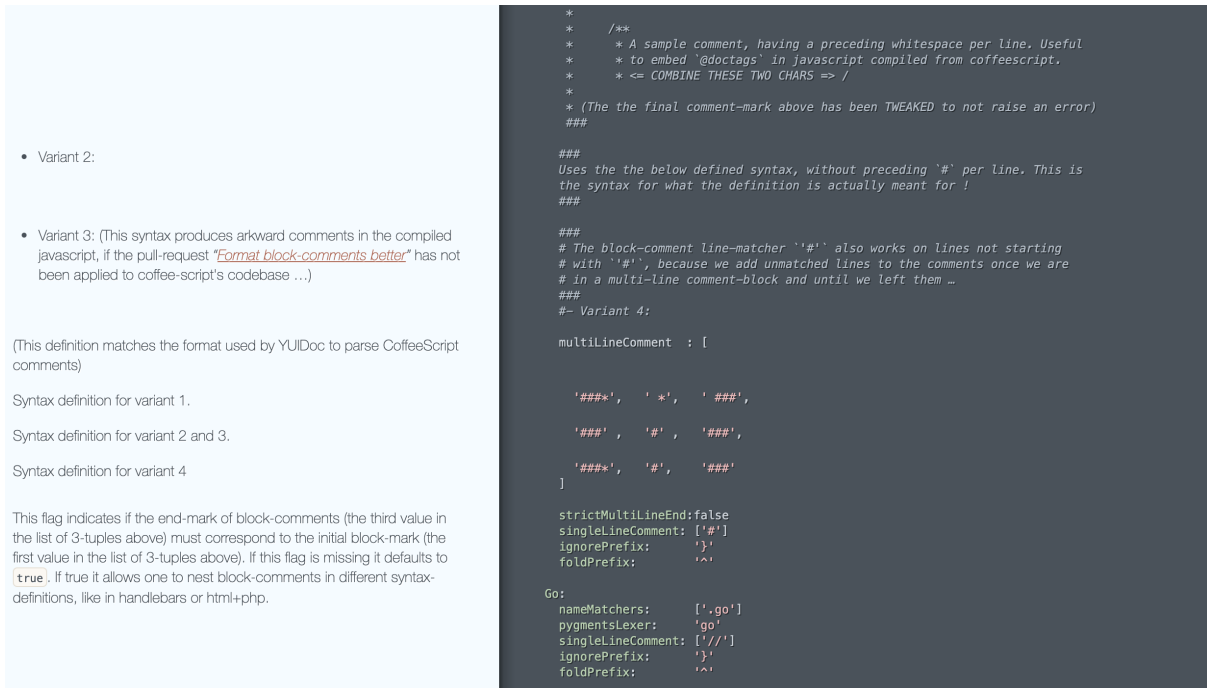 • Variant 2:
• Variant 3: (This syntax produces arkward comments in the compiled
javascript, if the pull-request “Format block-comments better” has not
been applied to coffee-script's codebase …)
(This definition matches the format used by YUIDoc to parse CoffeeScript
comments)
Syntax definition for variant 1.
Syntax definition for variant 2 and 3.
Syntax definition for variant 4
This flag indicates if the end-mark of block-comments (the third value in
the list of 3-tuples above) must correspond to the initial block-mark (the
first value in the list of 3-tuples above). If this flag is missing it defaults to
true. If true it allows one to nest block-comments in different syntax-
definitions, like in handlebars or html+php.
*
*     /**
*      * A sample comment, having a preceding whitespace per line. Useful
*      * to embed `@doctags` in javascript compiled from coffeescript.
*      * <= COMBINE THESE TWO CHARS => /
*
* (The the final comment-mark above has been TWEAKED to not raise an error)
###
###
Uses the the below defined syntax, without preceding `#` per line. This is
the syntax for what the definition is actually meant for !
###
###
# The block-comment line-matcher `'#'` also works on lines not starting
# with `'#'`, because we add unmatched lines to the comments once we are
# in a multi-line comment-block and until we left them …
###
#- Variant 4:
multiLineComment  : [
'###*',   ' *',   ' ###',
'###' ,   '#' ,   '###',
'###*',   '#',    '###'
]
strictMultiLineEnd:false
singleLineComment: ['#']
ignorePrefix:      '}'
foldPrefix:        '^'
Go:
nameMatchers:      ['.go']
pygmentsLexer:     'go'
singleLineComment: ['//']
ignorePrefix:      '}'
foldPrefix:        '^'